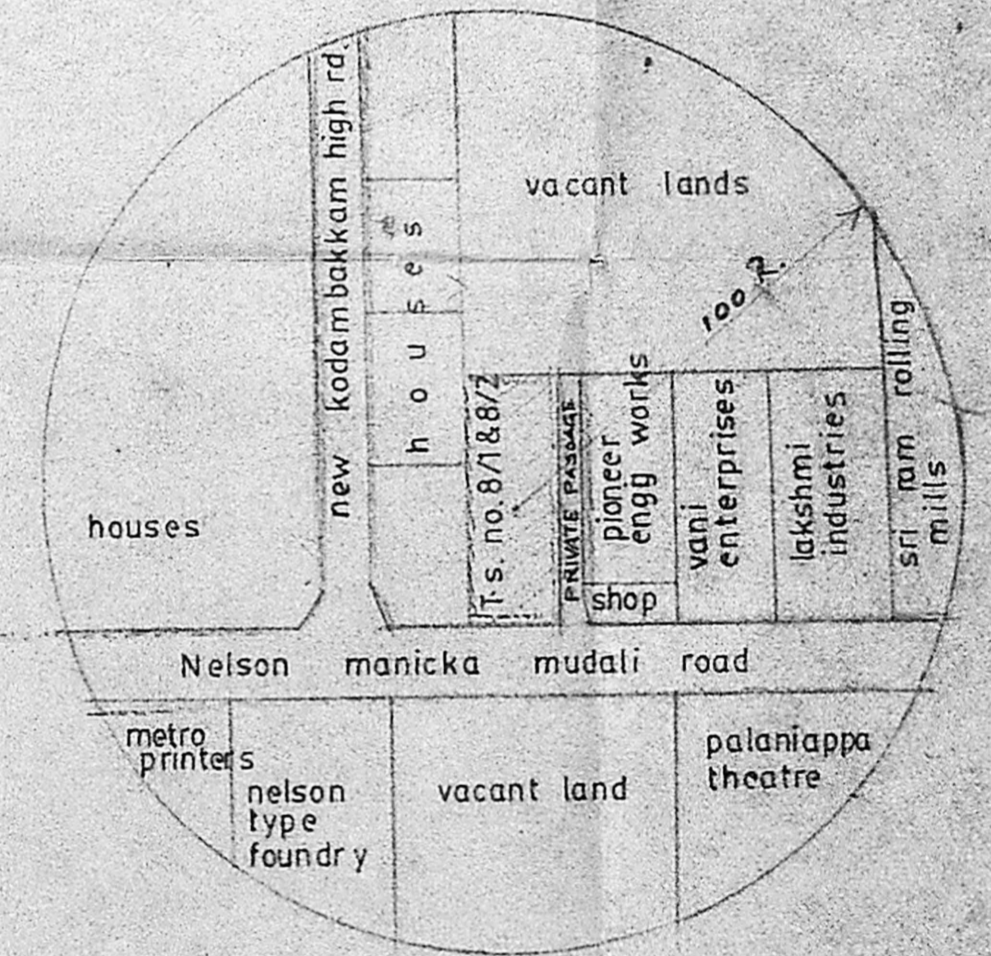 new kodambakkam high rd.
houses
vacant lands
100 R.
houses
T.s. no. 8/1&8/2
PRIVATE PASSAGE
pioneer
engg works
shop
vani
enterprises
lakshmi
industries
sri ram rolling
mills
Nelson manicka mudali road
metro
printers
nelson
type
foundry
vacant land
palaniappa
theatre